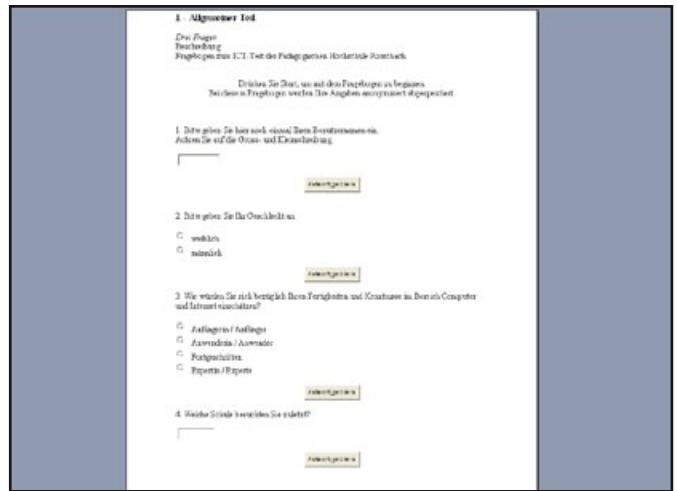 1 - Allgemeiner Teil
Drei Fragen
Beschreibung
Fragebogen zum ICT-Test der Pädagogischen Hochschule Rorschach
Drücken Sie Start, um mit dem Fragebogen zu beginnen.
Bei diesem Fragebogen werden Ihre Angaben anonymisiert abgespeichert.
1. Bitte geben Sie hier noch einmal Ihren Benutzernamen ein.
Achten Sie auf die Gross- und Kleinschreibung.
2. Bitte geben Sie Ihr Geschlecht an
weiblich
männlich
3. Wie würden Sie sich bezüglich Ihren Fertigkeiten und Kenntnisse im Bereich Computer
und Internet einschätzen?
Anfängerin / Anfänger
Anwenderin / Anwender
Fortgeschritten
Expertin / Experte
4. Welche Schule besuchten Sie zuletzt?